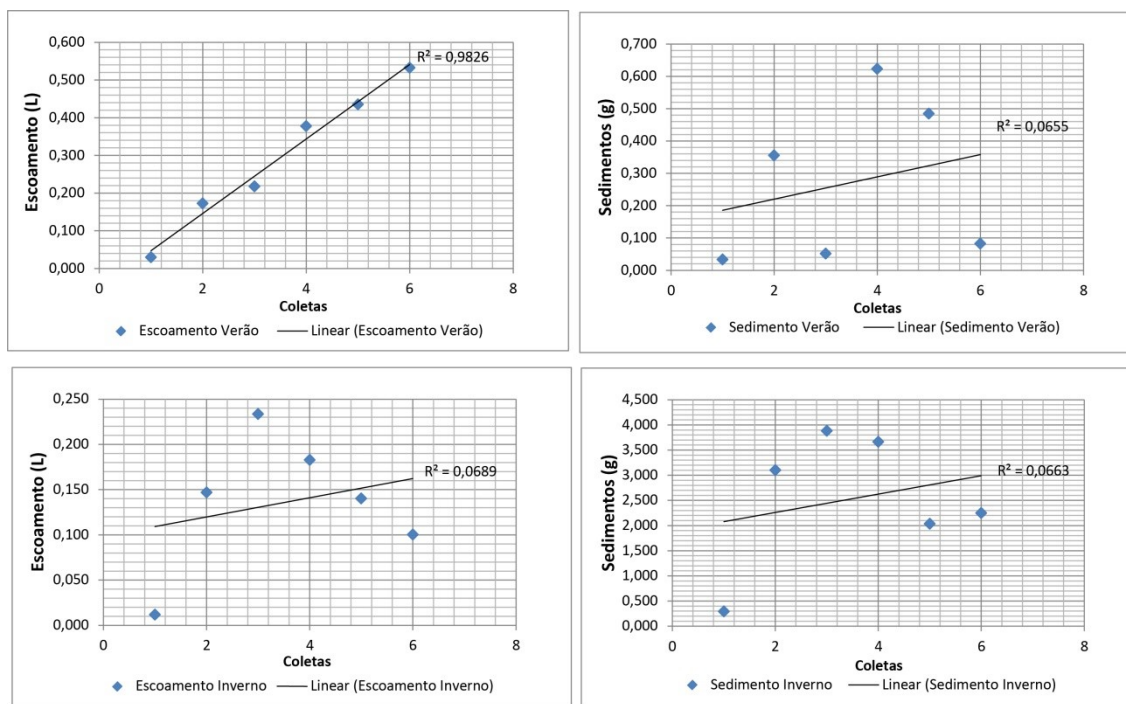 0,600
0,500
0,400
0,300
0,200
0,100
0,000
Escoamento (L)
R² = 0,9826
0 2 4 6 8
Coletas
Escoamento Verão Linear (Escoamento Verão)
0,700
0,600
0,500
0,400
0,300
0,200
0,100
0,000
Sedimentos (g)
R² = 0,0655
0 2 4 6 8
Coletas
Sedimento Verão Linear (Sedimento Verão)
0,250
0,200
0,150
0,100
0,050
0,000
Escoamento (L)
R² = 0,0689
0 2 4 6 8
Coletas
Escoamento Inverno Linear (Escoamento Inverno)
4,500
4,000
3,500
3,000
2,500
2,000
1,500
1,000
0,500
0,000
Sedimentos (g)
R² = 0,0663
0 2 4 6 8
Coletas
Sedimento Inverno Linear (Sedimento Inverno)